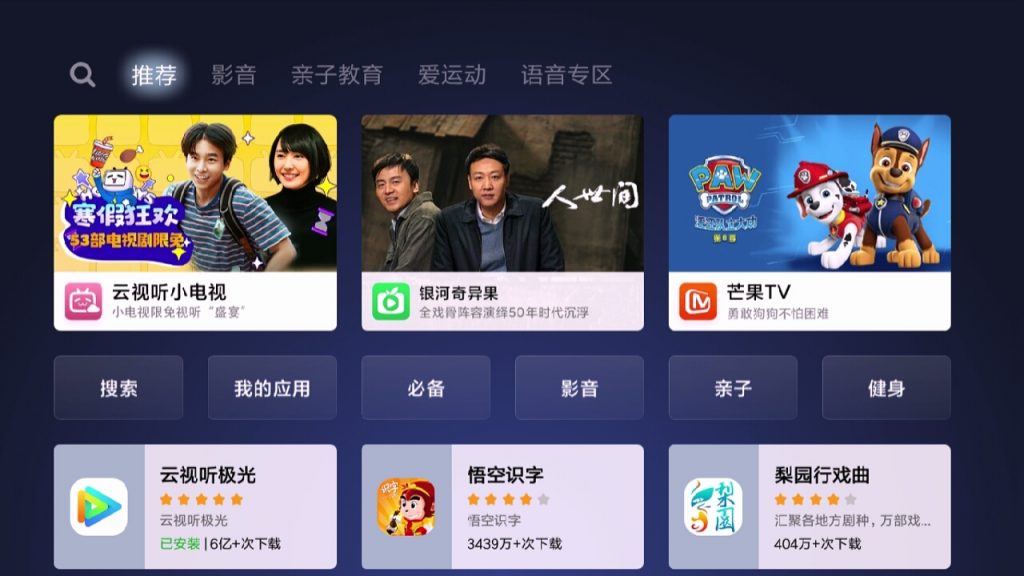 推荐
影音
亲子教育
爱运动
语音专区
寒假狂欢
53部电视剧限免
人世间
PAW
PATROL
云视听小电视
小电视限免视听“盛宴”
银河奇异果
全戏骨阵容演绎50年时代沉浮
芒果TV
勇敢狗狗不怕困难
搜索
我的应用
必备
影音
亲子
健身
云视听极光
云视听极光
已安装 | 6亿+次下载
识字
悟空识字
悟空识字
3439万+次下载
梨園
梨园行戏曲
汇聚各地方剧种，万部戏...
404万+次下载